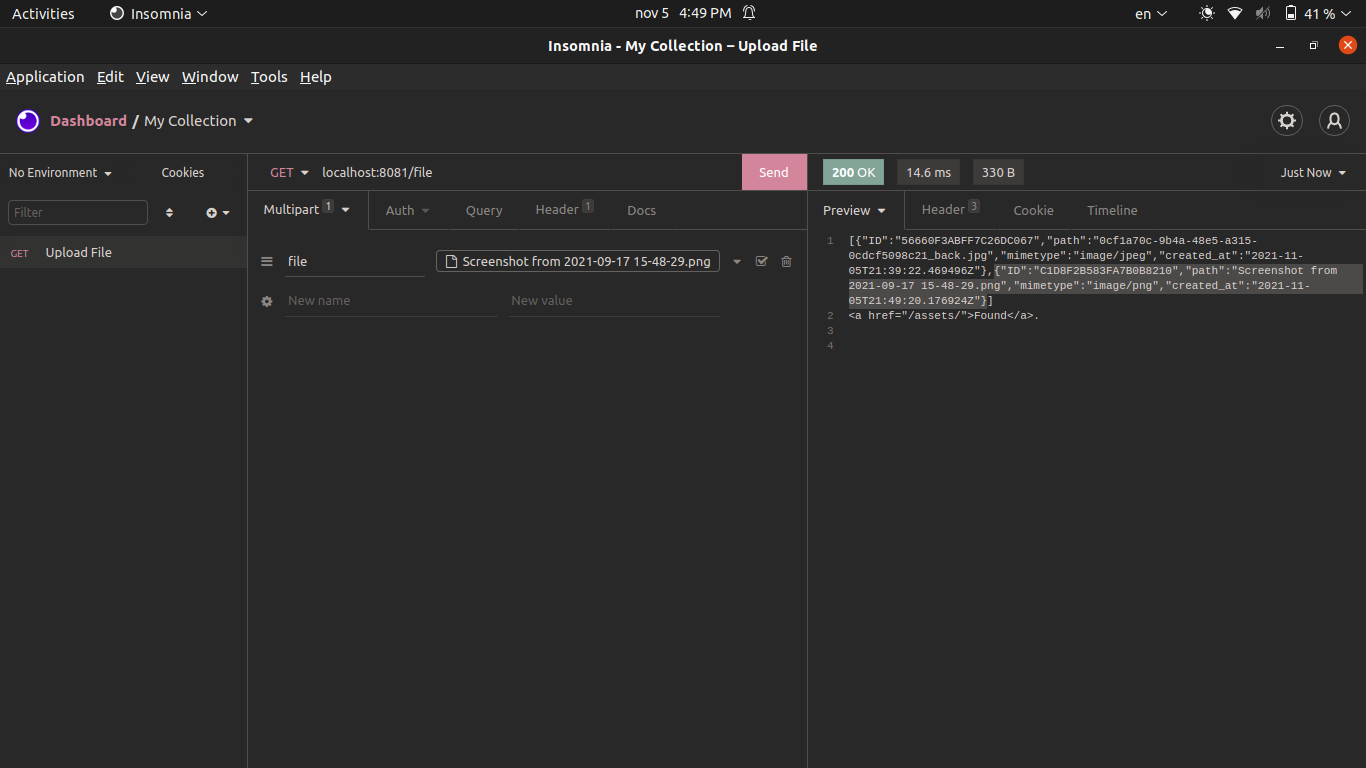 Activities Insomnia nov 5 4:49 PM en 41 %
Insomnia - My Collection – Upload File
Application Edit View Window Tools Help
Dashboard / My Collection
No Environment Cookies
Filter
GET Upload File
GET localhost:8081/file Send
Multipart 1 Auth Query Header 1 Docs
file Screenshot from 2021-09-17 15-48-29.png
New name New value
200 OK 14.6 ms 330 B Just Now
Preview Header 3 Cookie Timeline
1 [{"ID":"56660F3ABFF7C26DC067","path":"0cf1a70c-9b4a-48e5-a315-
0cdcf5098c21_back.jpg","mimetype":"image/jpeg","created_at":"2021-11-
05T21:39:22.469496Z"},{"ID":"C1D8F2B583FA7B0B8210","path":"Screenshot from
2021-09-17 15-48-29.png","mimetype":"image/png","created_at":"2021-11-
05T21:49:20.176924Z"}]
2 <a href="/assets/">Found</a>.
3
4